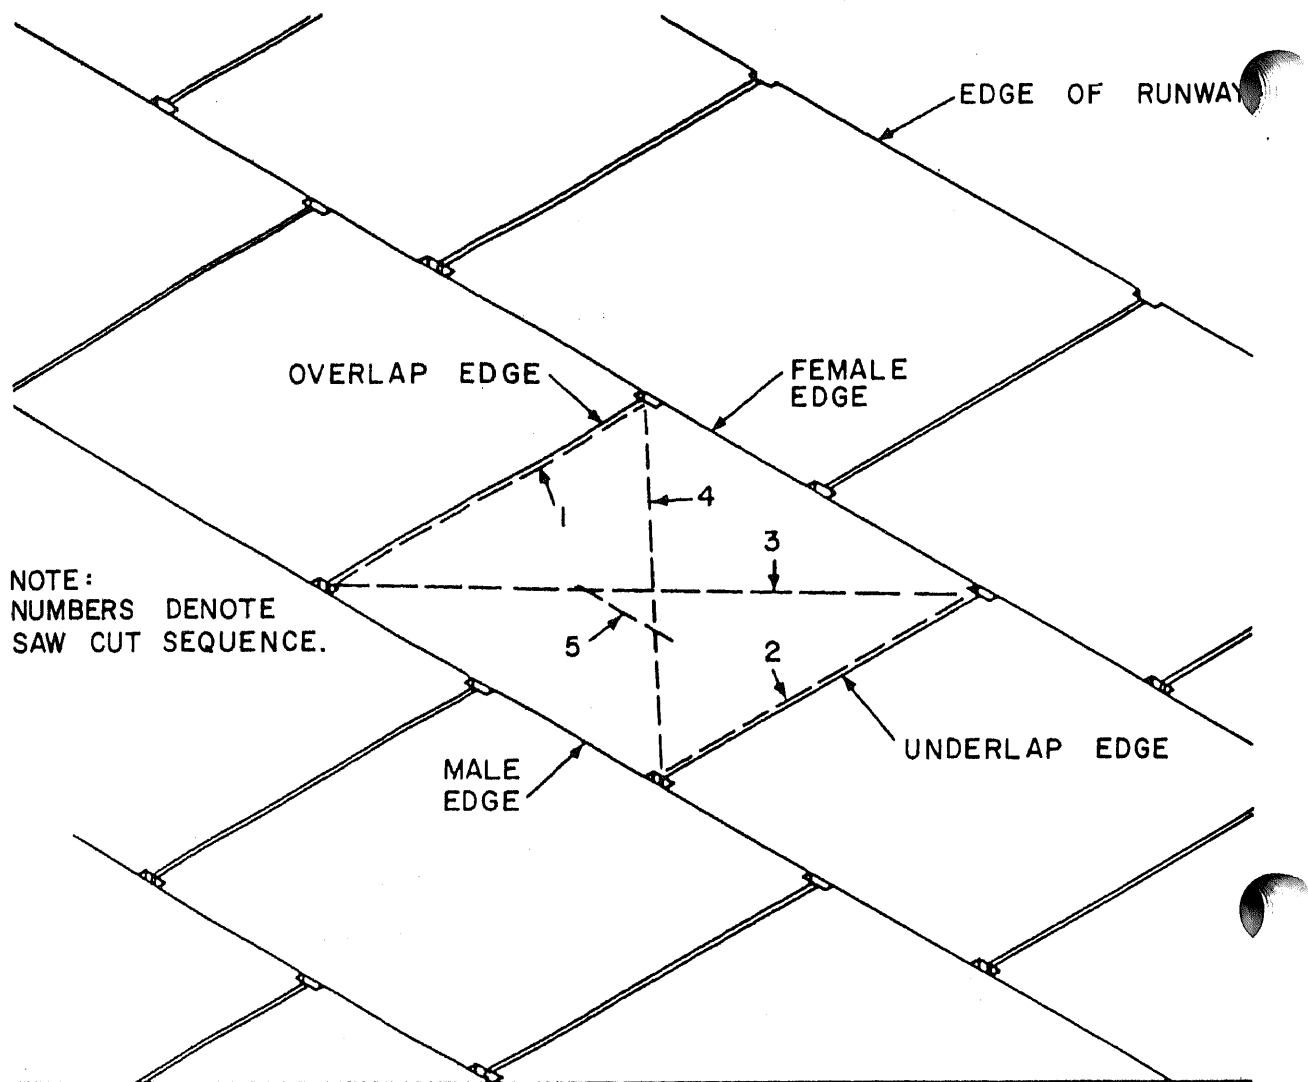 EDGE OF RUNWAY
OVERLAP EDGE
FEMALE
EDGE
1
4
3
NOTE:
NUMBERS DENOTE
SAW CUT SEQUENCE.
5
2
UNDERLAP EDGE
MALE
EDGE